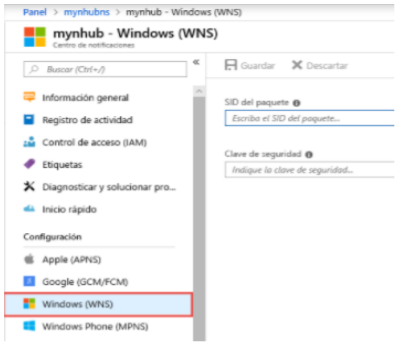 Panel > mynhubns > mynhub - Windows (WNS)
mynhub - Windows (WNS)
Centro de notificaciones
Buscar (Ctrl+/)
«
Guardar
Descartar
Información general
Registro de actividad
Control de acceso (IAM)
Etiquetas
Diagnosticar y solucionar pro...
Inicio rápido
Configuración
Apple (APNS)
Google (GCM/FCM)
Windows (WNS)
Windows Phone (MPNS)
SID del paquete
Escriba el SID del paquete...
Clave de seguridad
Indique la clave de seguridad...